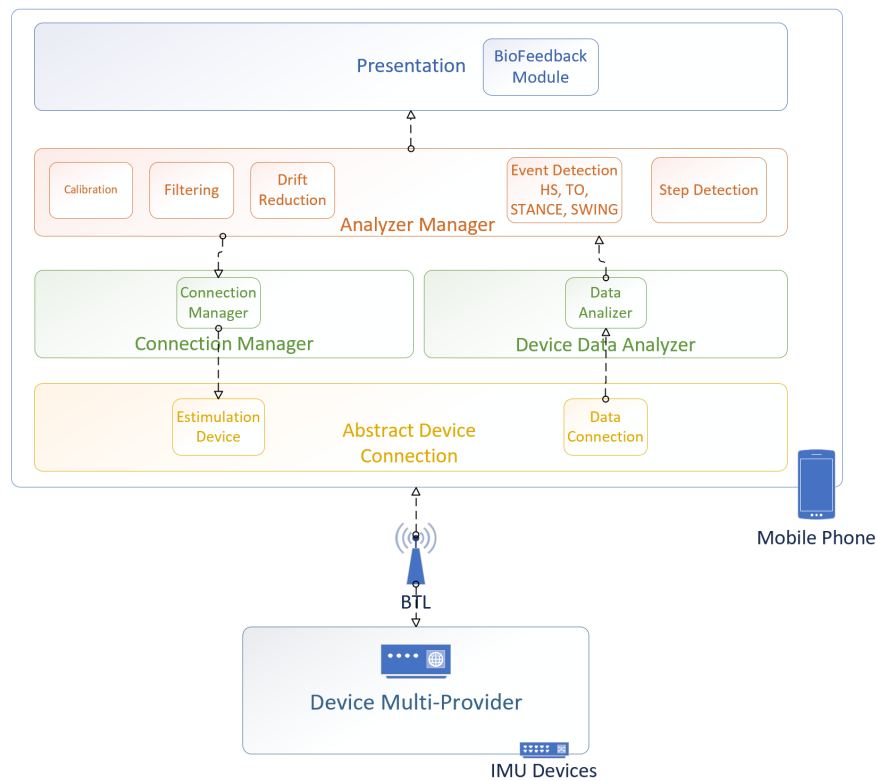 Presentation
BioFeedback
Module
Calibration
Filtering
Drift
Reduction
Event Detection
HS, TO,
STANCE, SWING
Step Detection
Analyzer Manager
Connection
Manager
Connection Manager
Data
Analizer
Device Data Analyzer
Estimulation
Device
Abstract Device
Connection
Data
Connection
Mobile Phone
BTL
Device Multi-Provider
IMU Devices